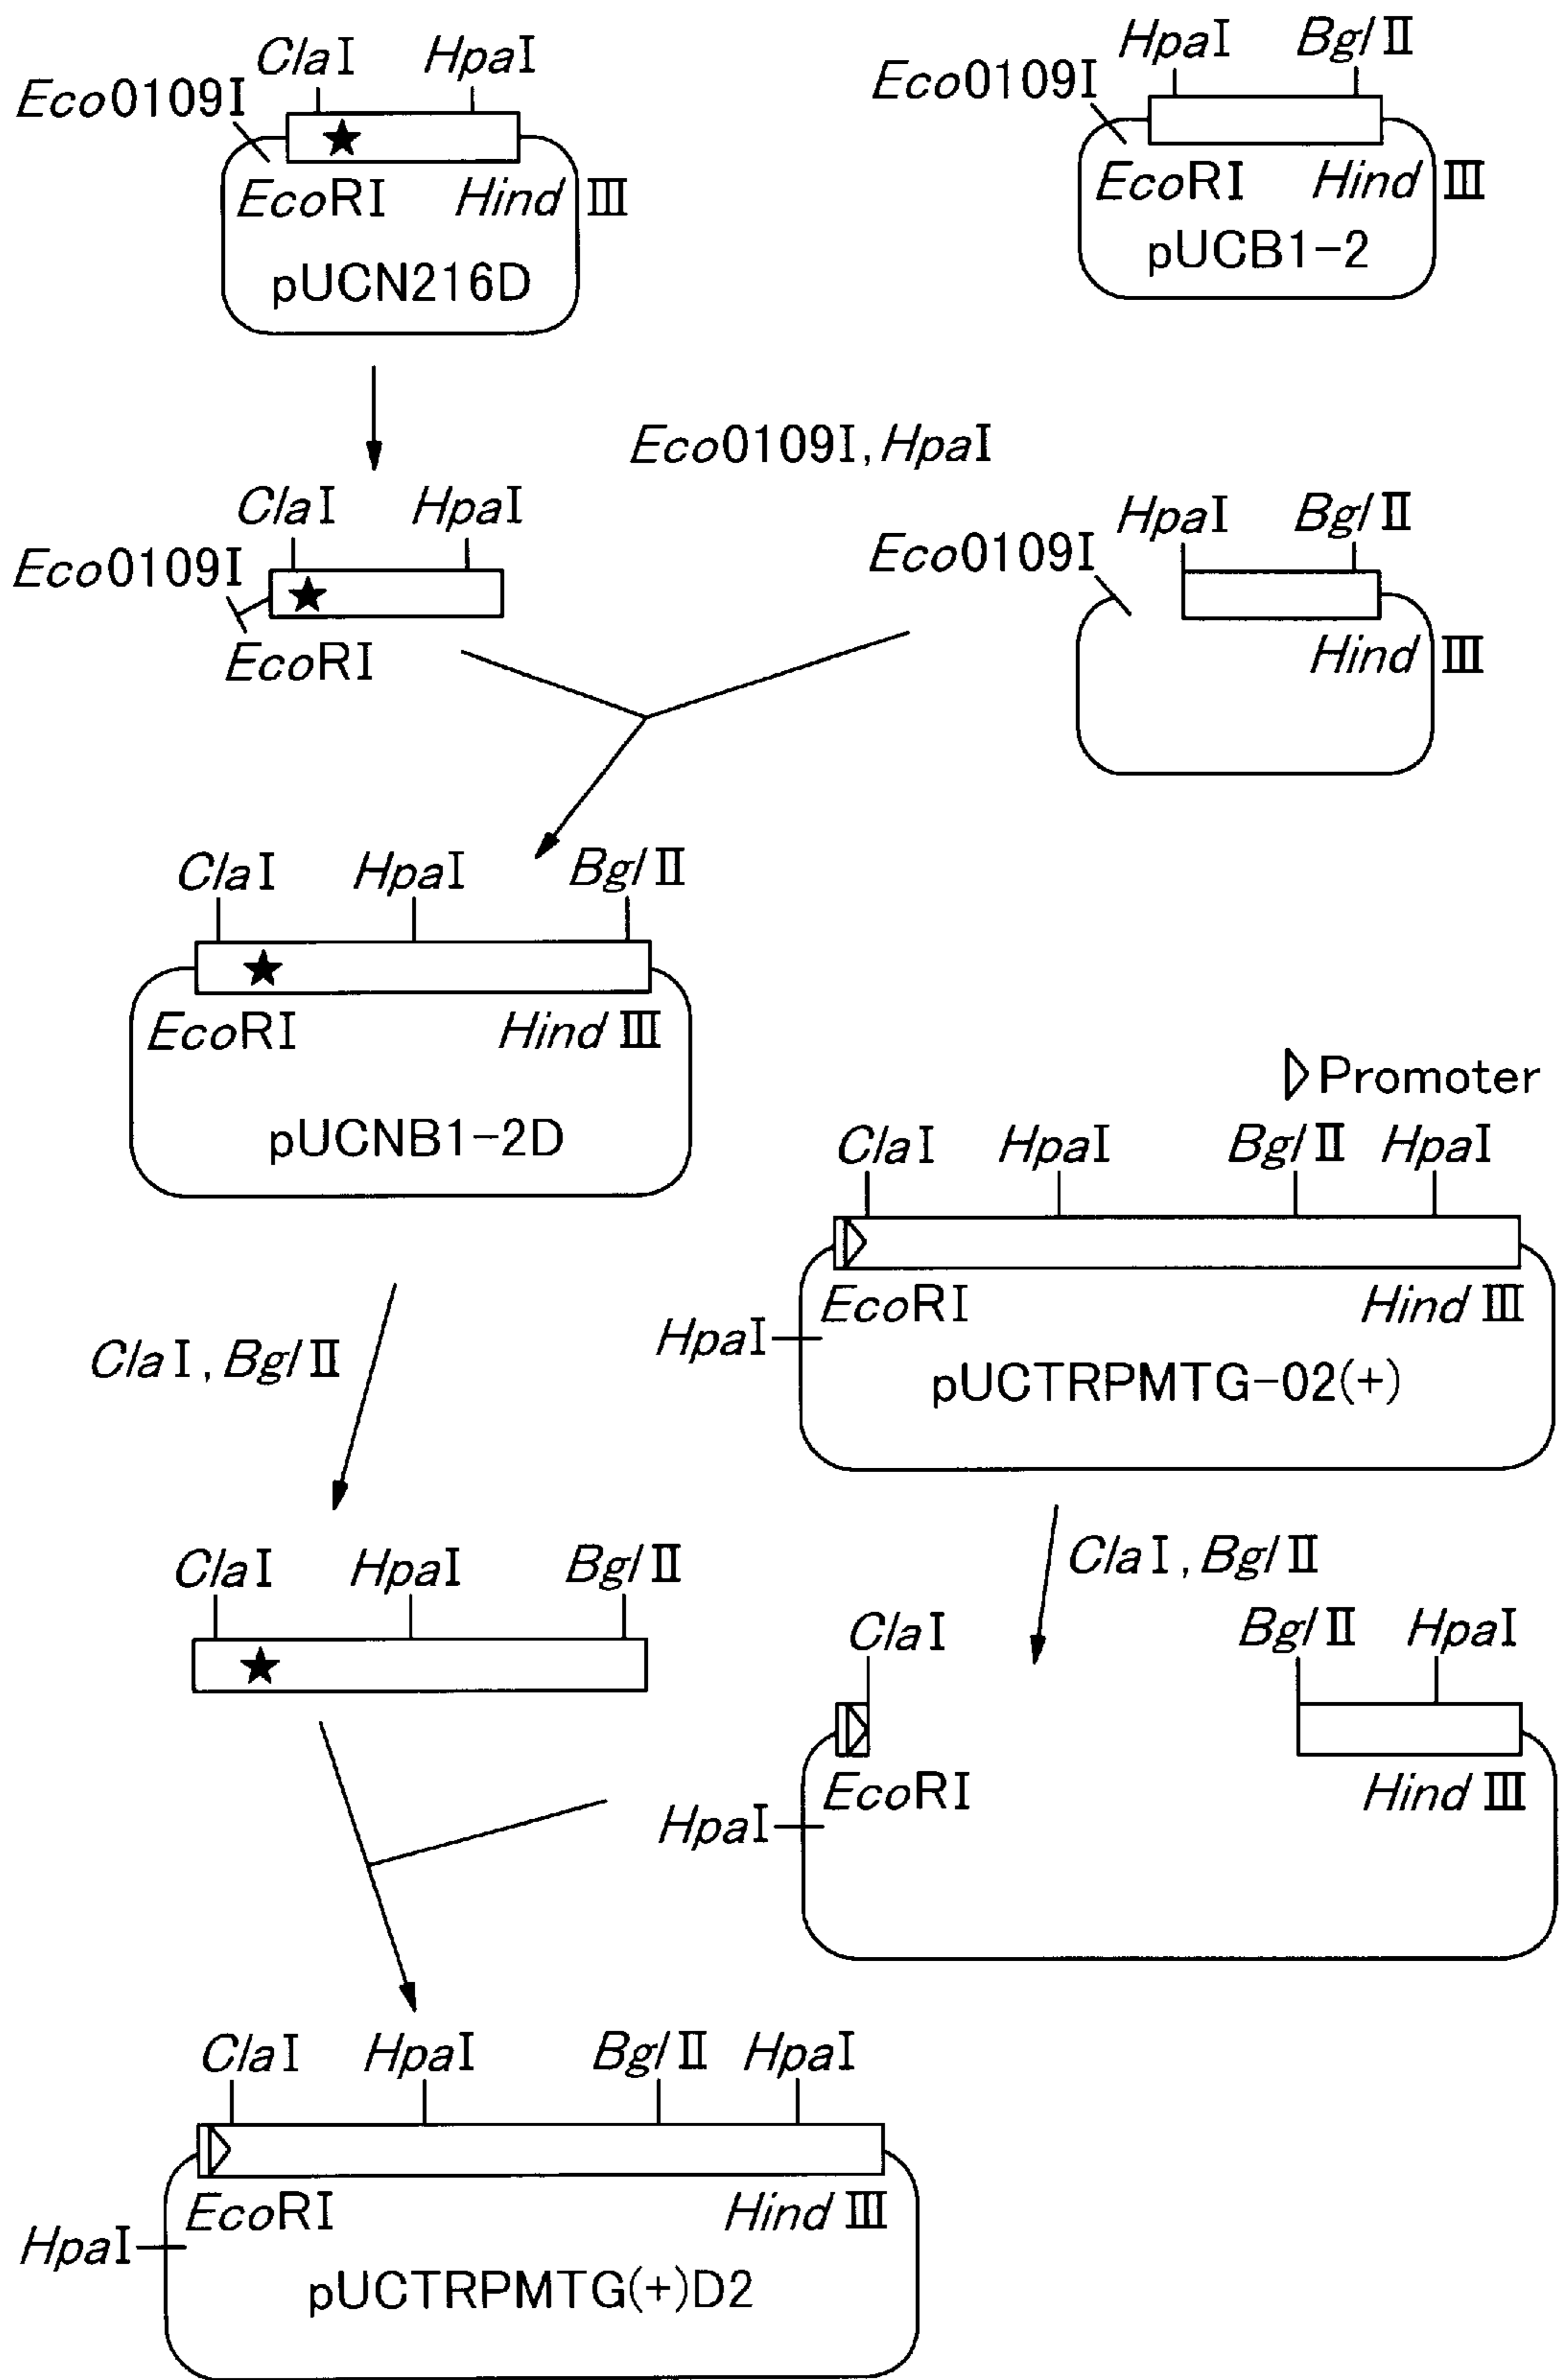 ClaI HpaI
Eco0109I
EcoRI HindIII
pUCN216D
HpaI BglII
Eco0109I
EcoRI HindIII
pUCB1-2
Eco0109I, HpaI
ClaI HpaI
Eco0109I
EcoRI
HpaI BglII
Eco0109I
HindIII
ClaI HpaI BglII
EcoRI HindIII
pUCNB1-2D
Promoter
ClaI HpaI BglII HpaI
EcoRI HindIII
HpaI
pUCTRPMTG-02(+)
ClaI, BglII
ClaI, BglII
ClaI HpaI BglII
ClaI BglII HpaI
EcoRI HindIII
HpaI
ClaI HpaI BglII HpaI
EcoRI HindIII
HpaI
pUCTRPMTG(+)D2